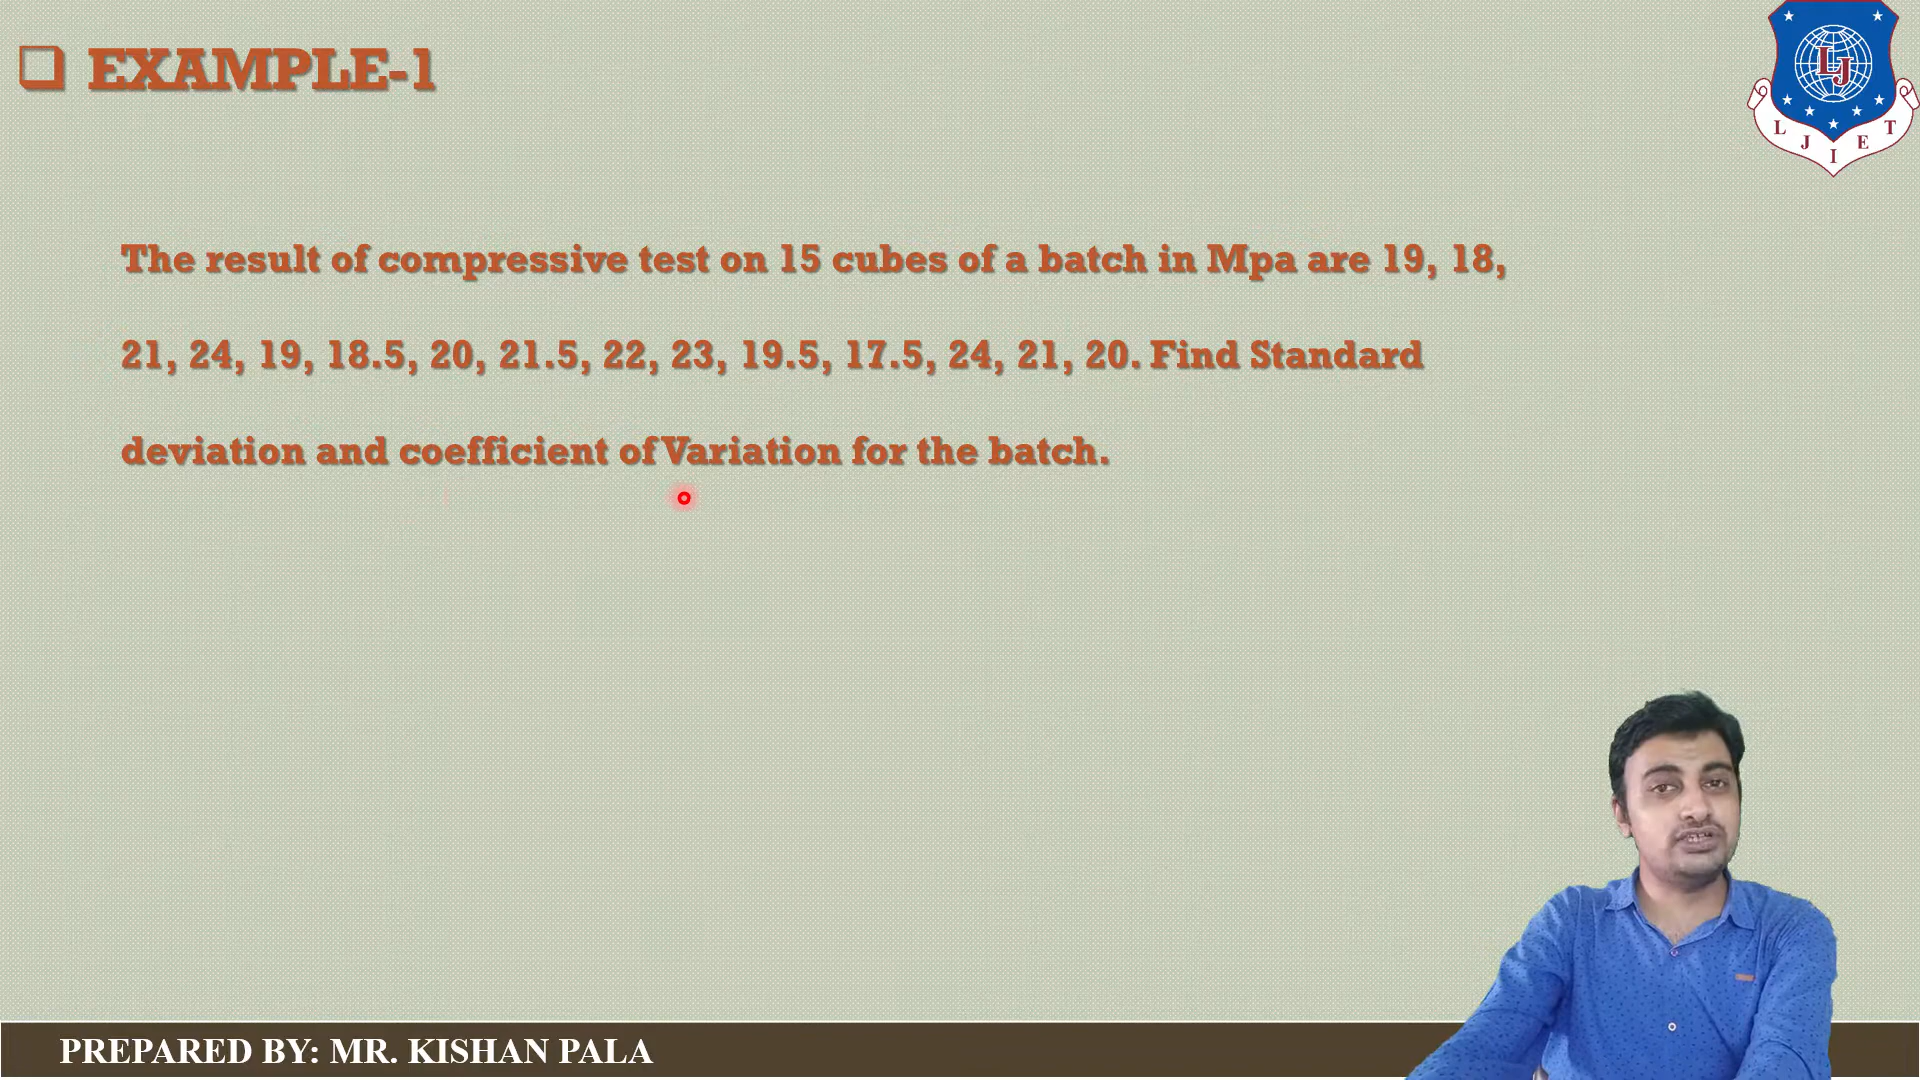 ❑ EXAMPLE-1
The result of compressive test on 15 cubes of a batch in Mpa are 19, 18,
21, 24, 19, 18.5, 20, 21.5, 22, 23, 19.5, 17.5, 24, 21, 20. Find Standard
deviation and coefficient of Variation for the batch.
LJ
L J I E T
PREPARED BY: MR. KISHAN PALA